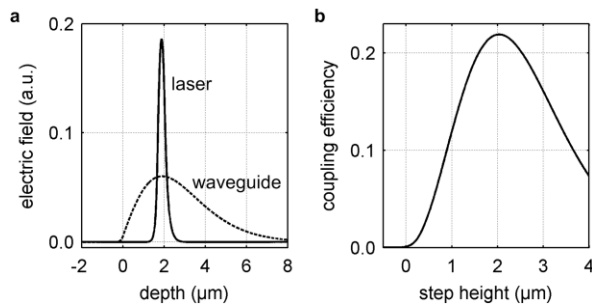 a
b
0.2
0.1
0.0
electric field (a.u.)
laser
waveguide
-2 0 2 4 6 8
depth (µm)
0.2
0.1
0.0
coupling efficiency
0 1 2 3 4
step height (µm)